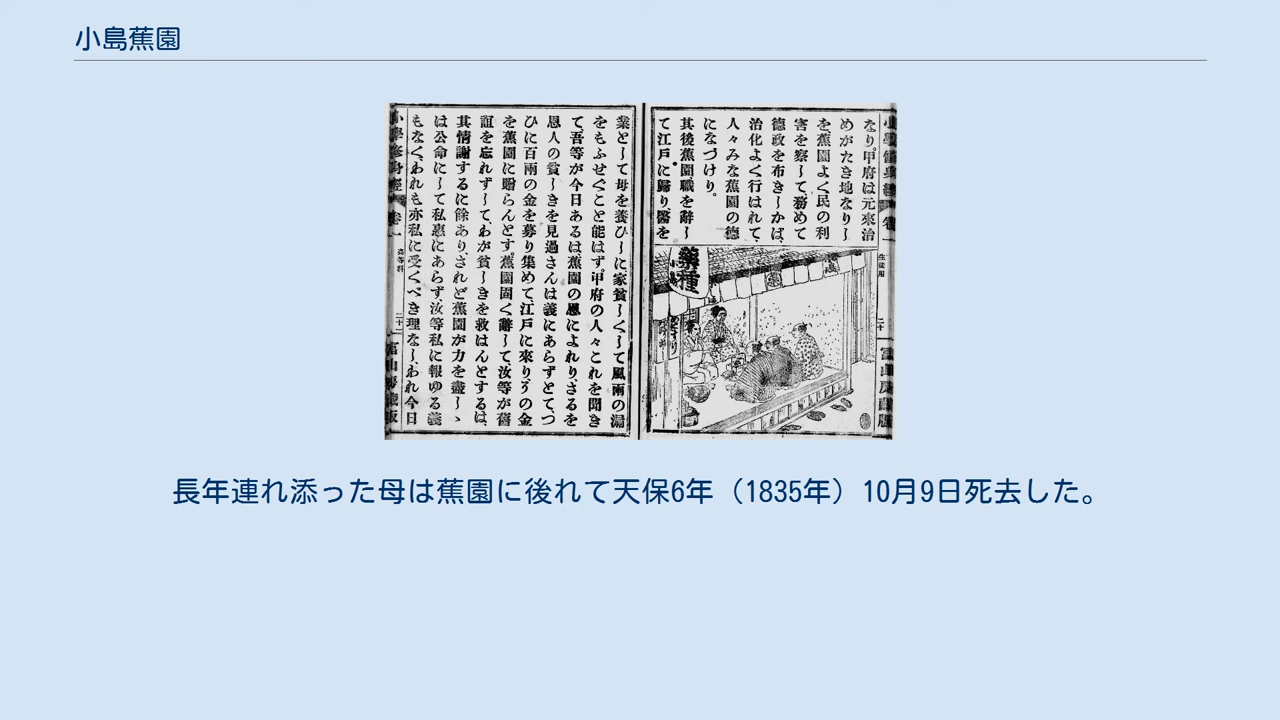 小島蕉園
なり、甲府は元來治
めがたき地なりし
を、蕉園よく民の利
害を察して、務めて
德政を布きしかば、
治化よく行はれて、
人々みな蕉園の德
になづけり。
其後蕉園職を辭し
て江戸に歸り、醫を
藥種
業として母を養ひしに、家貧しくして風雨の漏
をもふせぐこと能はず、甲府の人々これを聞き
て、吾等が今日あるは蕉園の恩によれり、さるを
恩人の貧しきを見過さんは義にあらずとて、つ
ひに百兩の金を募り集めて、江戸に來り、その金
を蕉園に贈らんとす、蕉園固く辭して、汝等が舊
誼を忘れずして、わが貧しきを救はんとするは、
其情謝するに餘あり、されど蕉園が力を盡しゝ
は公命にして私惠にあらず、汝等私に報ゆる義
もなく、われも亦私に受くべき理なし、われ今日
長年連れ添った母は蕉園に後れて天保6年（1835年）10月9日死去した。